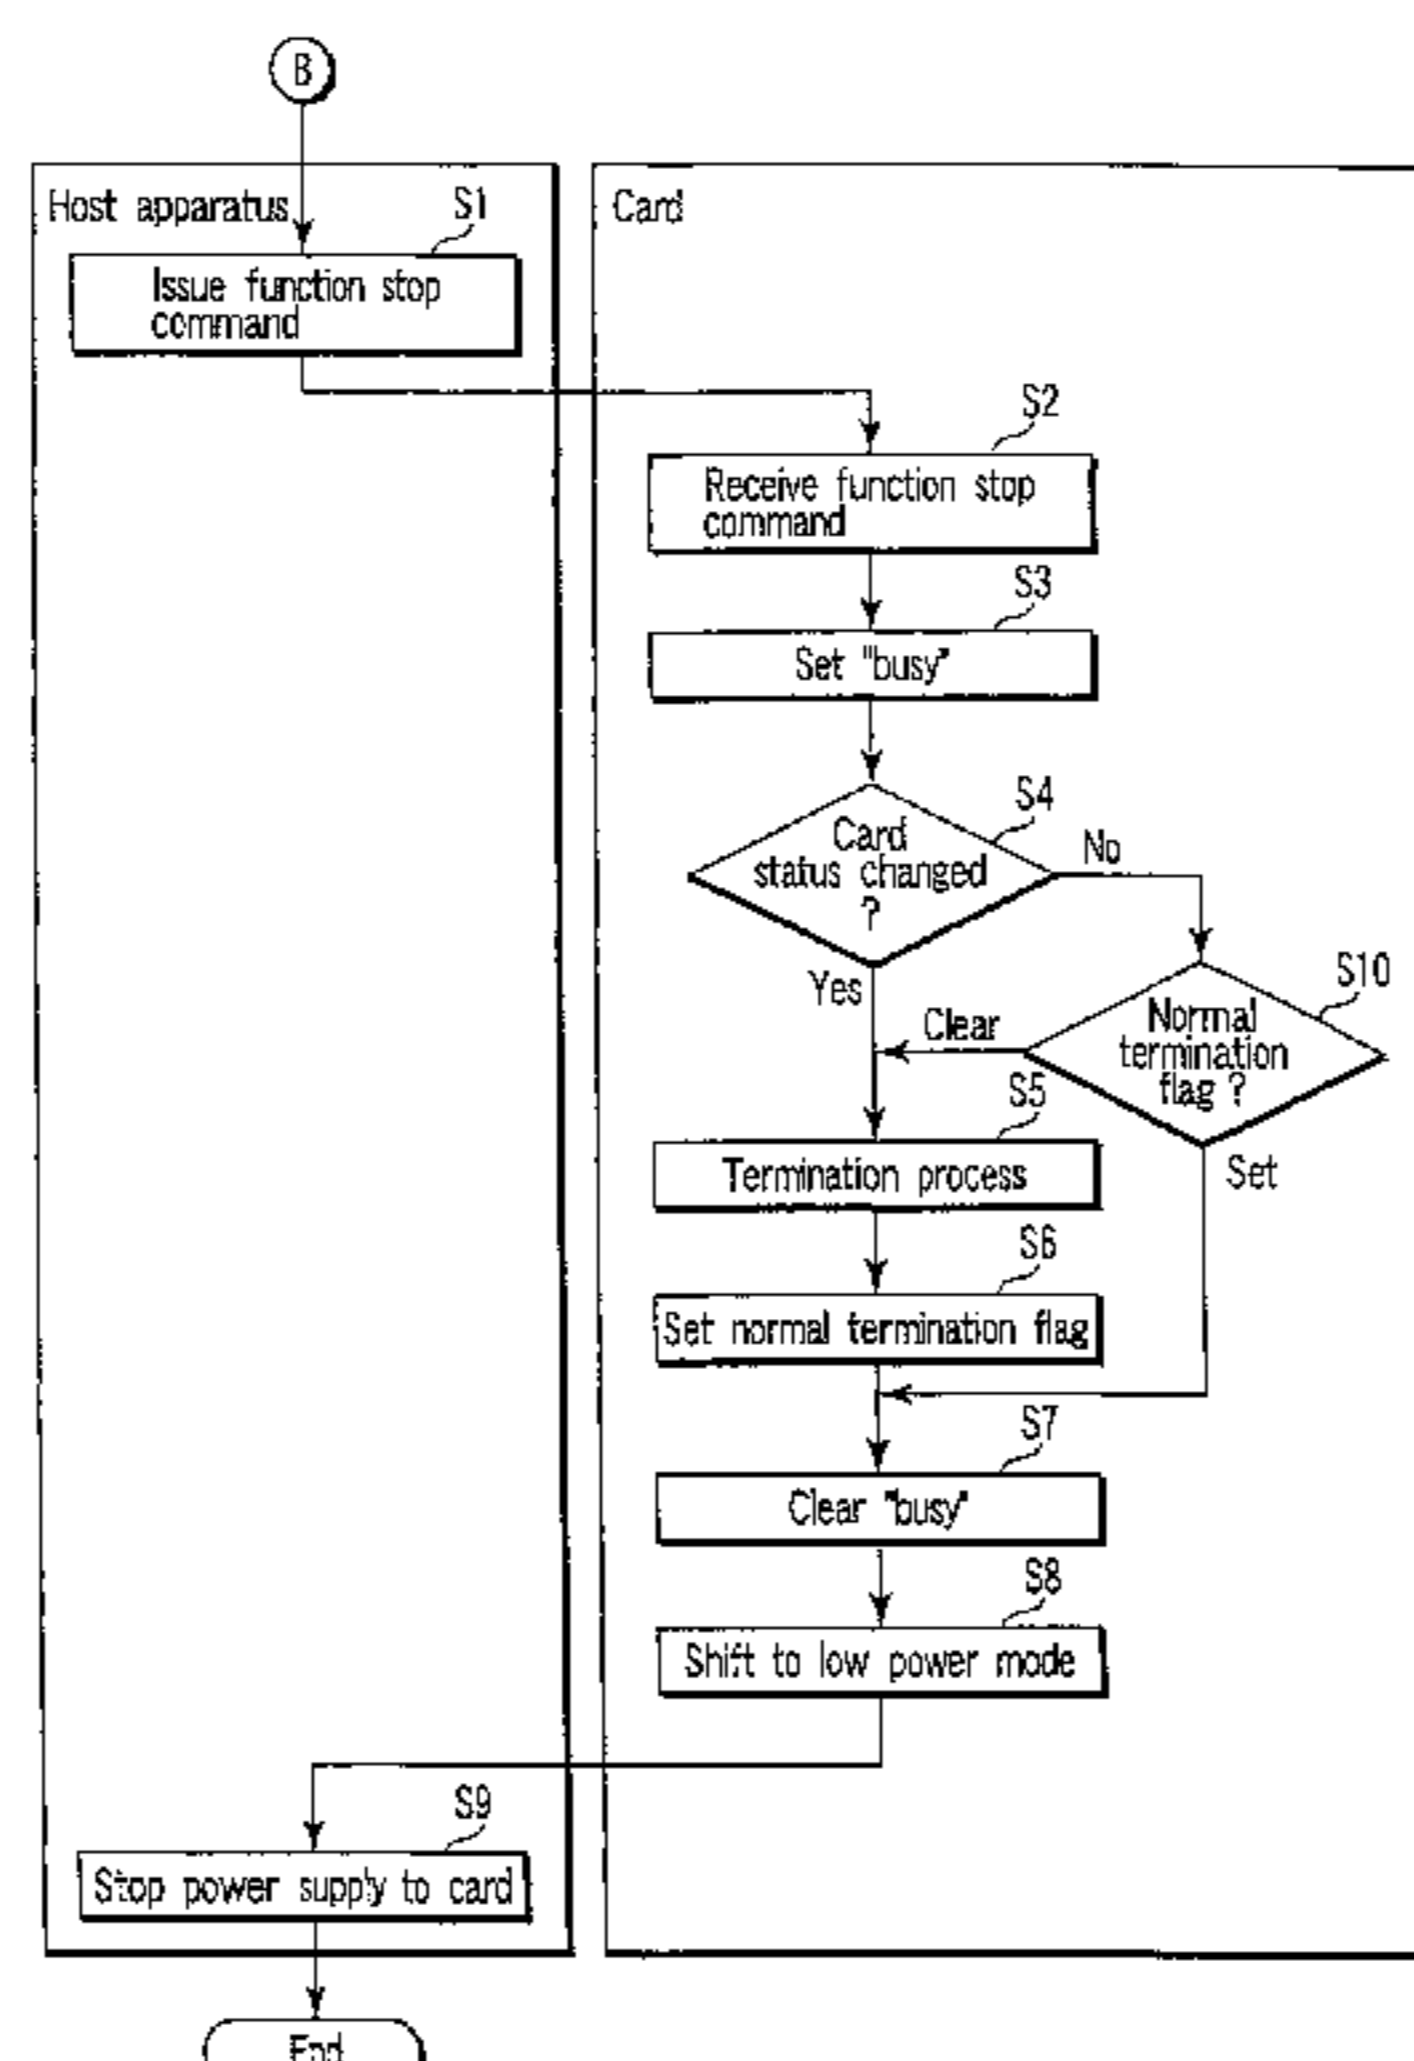 B
Host apparatus
S1
Card
Issue function stop
command
S2
Receive function stop
command
S3
Set "busy"
S4
Card
status changed
?
No
Yes
S10
Normal
termination
flag ?
Clear
Set
S5
Termination process
S6
Set normal termination flag
S7
Clear "busy"
S8
Shift to low power mode
S9
Stop power supply to card
End